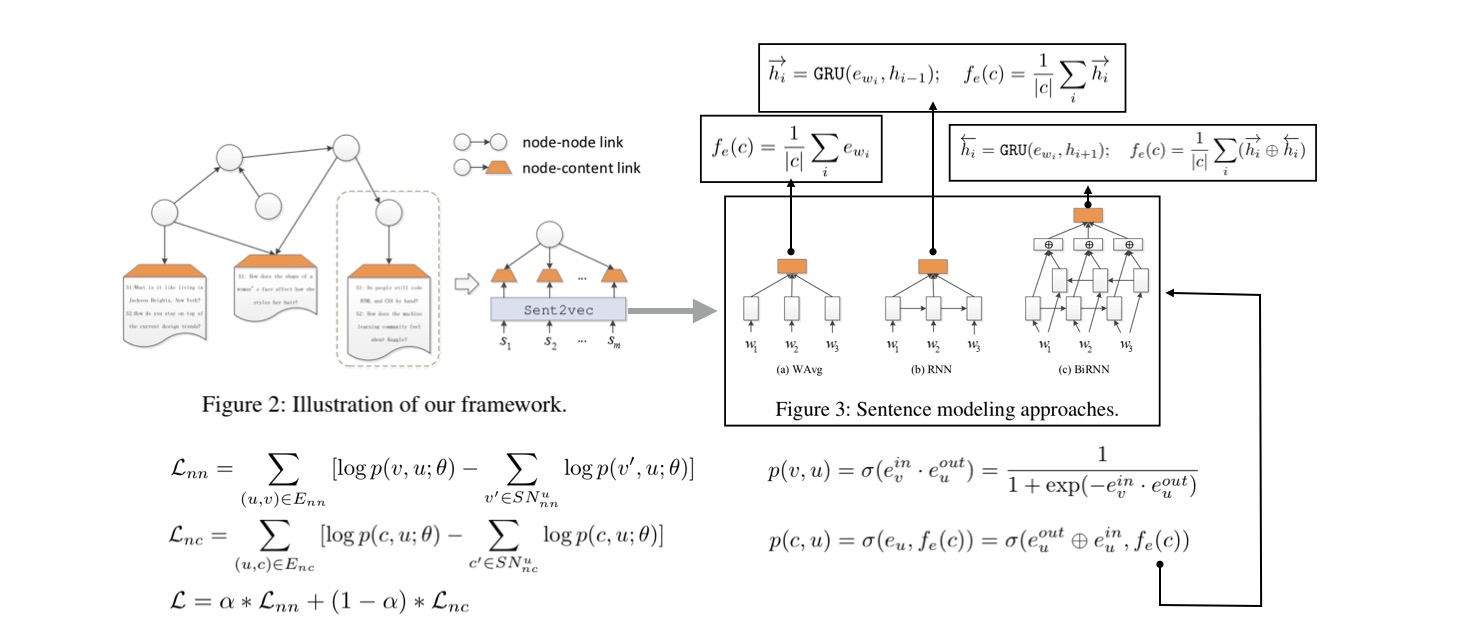 $\overrightarrow{h_i} = \texttt{GRU}(e_{w_i}, h_{i-1}); \quad f_e(c) = \frac{1}{|c|} \sum_i \overrightarrow{h_i}$
$f_e(c) = \frac{1}{|c|} \sum_i e_{w_i}$
$\overleftarrow{h_i} = \texttt{GRU}(e_{w_i}, h_{i+1}); \quad f_e(c) = \frac{1}{|c|} \sum_i (\overrightarrow{h_i} \oplus \overleftarrow{h_i})$
node-node link
node-content link
S1:What is it like living in
Jackson Heights, New York?
S2:How do you stay on top of
the current design trends?
S1: How does the shape of a
woman's face affect how she
styles her hair?
S1: Do people still code
HTML and CSS by hand?
S2: How does the machine
learning community feel
about Kaggle?
...
Sent2vec
$s_1$ $s_2$ ... $s_m$
⊕ ⊕ ⊕
$w_1$ $w_2$ $w_3$
(a) WAvg
$w_1$ $w_2$ $w_3$
(b) RNN
$w_1$ $w_2$ $w_3$
(c) BiRNN
Figure 2: Illustration of our framework.
Figure 3: Sentence modeling approaches.
$\mathcal{L}_{nn} = \sum_{(u,v) \in E_{nn}} [\log p(v, u; \theta) - \sum_{v' \in SN^u_{nn}} \log p(v', u; \theta)]$
$\mathcal{L}_{nc} = \sum_{(u,c) \in E_{nc}} [\log p(c, u; \theta) - \sum_{c' \in SN^u_{nc}} \log p(c, u; \theta)]$
$\mathcal{L} = \alpha * \mathcal{L}_{nn} + (1 - \alpha) * \mathcal{L}_{nc}$
$p(v, u) = \sigma(e_v^{in} \cdot e_u^{out}) = \frac{1}{1 + \exp(-e_v^{in} \cdot e_u^{out})}$
$p(c, u) = \sigma(e_u, f_e(c)) = \sigma(e_u^{out} \oplus e_u^{in}, f_e(c))$